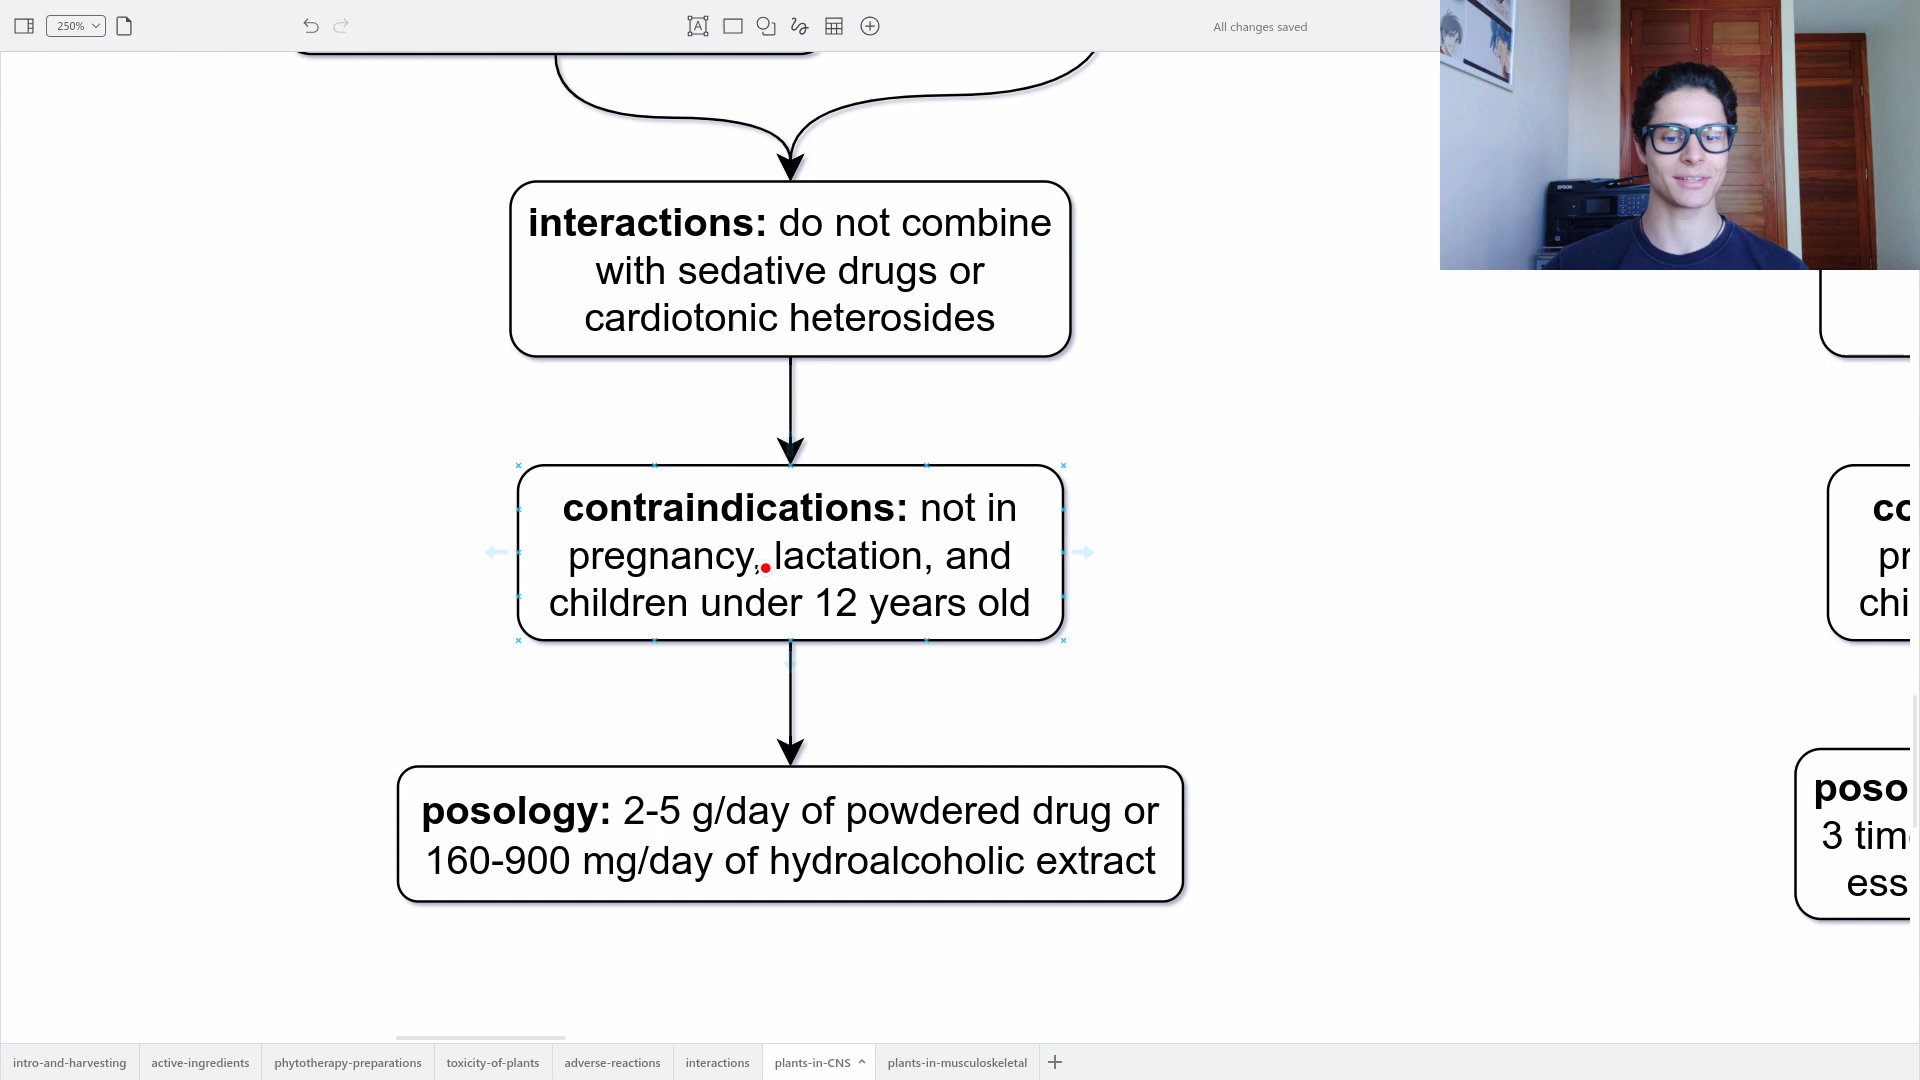 250%
All changes saved
EPSON
interactions: do not combine
with sedative drugs or
cardiotonic heterosides
contraindications: not in
pregnancy, lactation, and
children under 12 years old
posology: 2-5 g/day of powdered drug or
160-900 mg/day of hydroalcoholic extract
co
pr
chi
poso
3 tim
ess
intro-and-harvesting
active-ingredients
phytotherapy-preparations
toxicity-of-plants
adverse-reactions
interactions
plants-in-CNS
plants-in-musculoskeletal